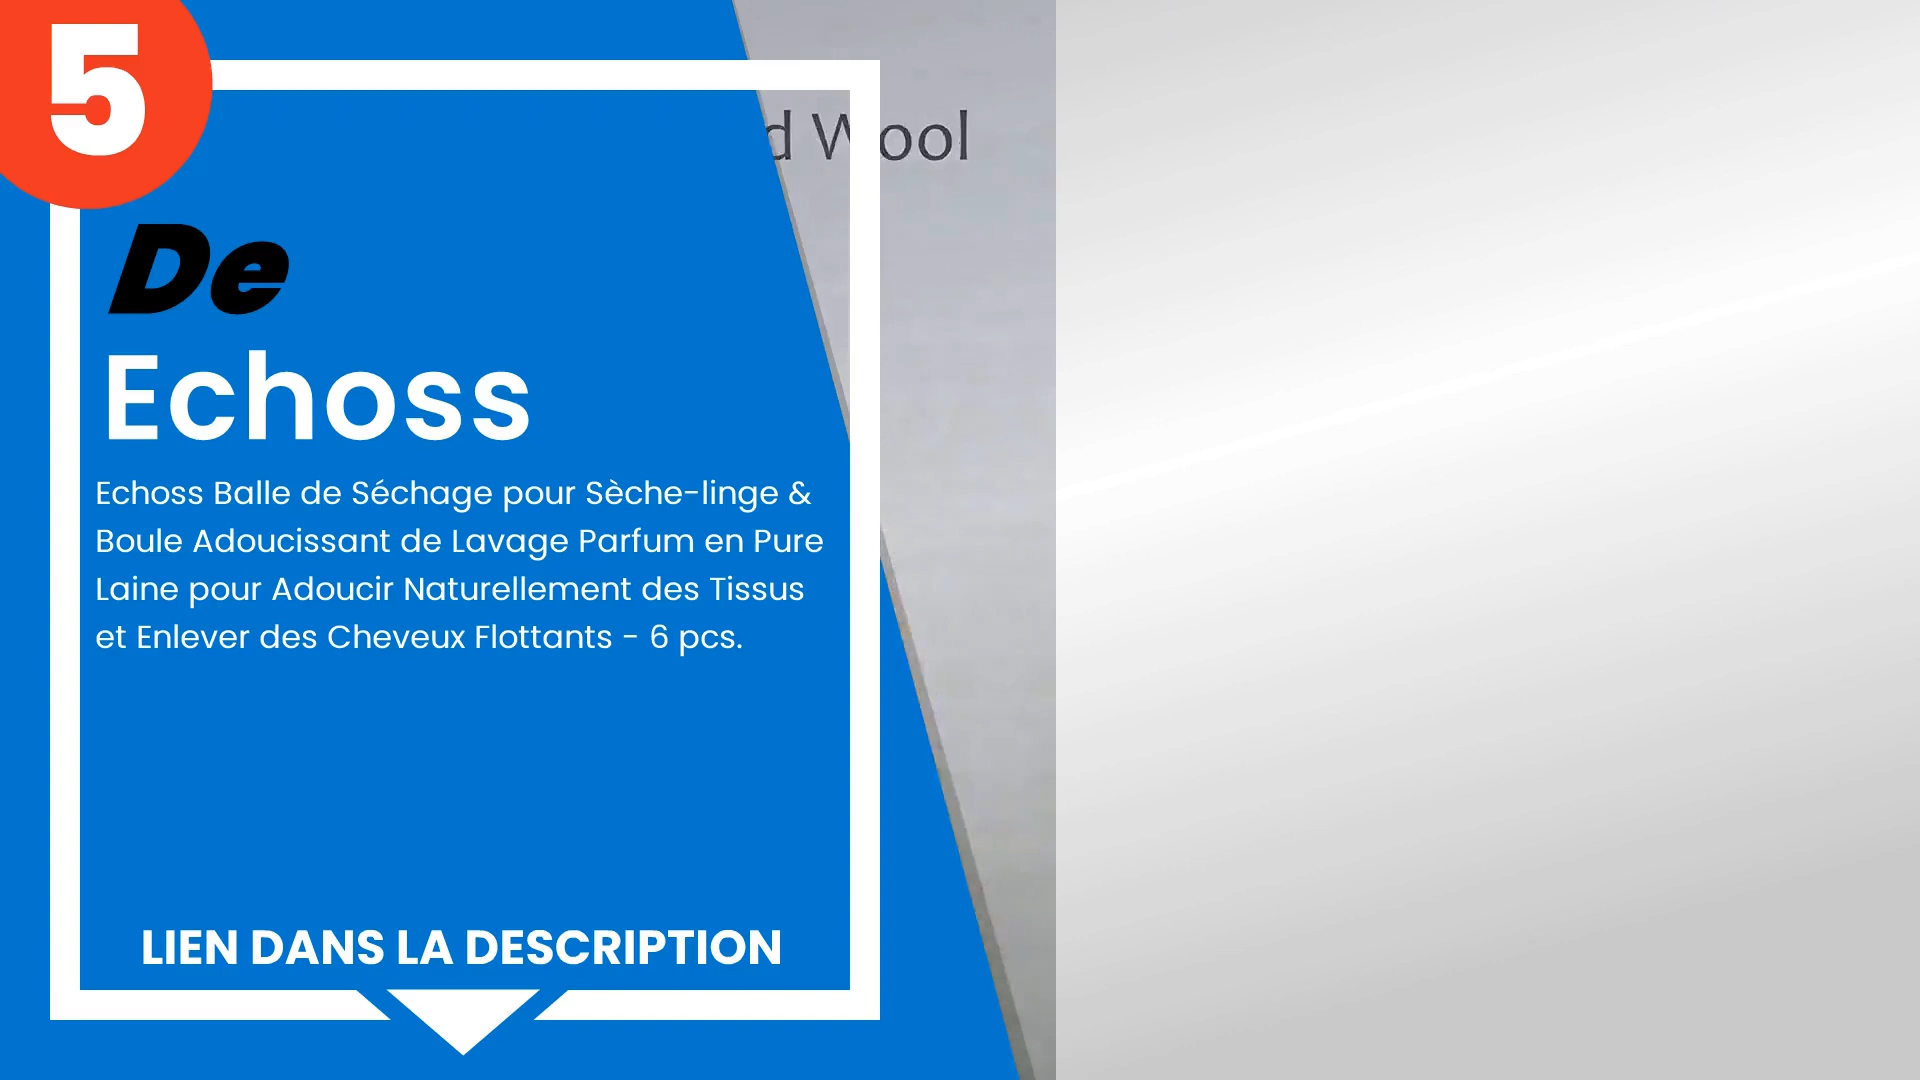 5
d Wool
De
Echoss
Echoss Balle de Séchage pour Sèche-linge &
Boule Adoucissant de Lavage Parfum en Pure
Laine pour Adoucir Naturellement des Tissus
et Enlever des Cheveux Flottants - 6 pcs.
LIEN DANS LA DESCRIPTION